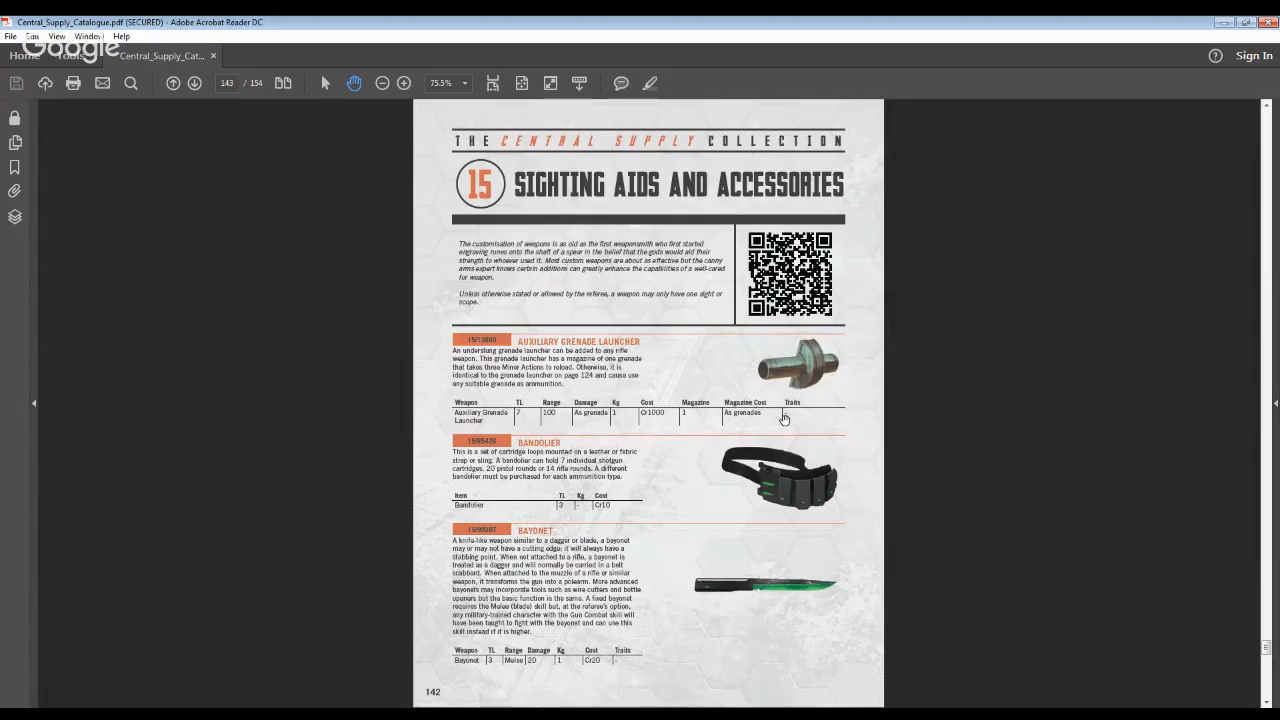 Central_Supply_Catalogue.pdf (SECURED) - Adobe Acrobat Reader DC
File Edit View Window Help
Google
Home Tools Central_Supply_Cat... × ? Sign In
143 / 154 75.5%
THE CENTRAL SUPPLY COLLECTION
15 SIGHTING AIDS AND ACCESSORIES
The customisation of weapons is as old as the first weaponsmith who first started
engraving runes onto the shaft of a spear in the belief that the gods would aid their
strength to whoever used it. Most custom weapons are about as effective but the canny
arms expert knows certain additions can greatly enhance the capabilities of a well-cared
for weapon.
Unless otherwise stated or allowed by the referee, a weapon may only have one sight or
scope.
AUXILIARY GRENADE LAUNCHER
An underslung grenade launcher can be added to any rifle
weapon. This grenade launcher has a magazine of one grenade
that takes three Minor Actions to reload. Otherwise, it is
identical to the grenade launcher on page 124 and cause use
any suitable grenade as ammunition.
Weapon TL Range Damage Kg Cost Magazine Magazine Cost Traits
Auxiliary Grenade 7 100 As grenade 1 Cr1000 1 As grenades
Launcher
15/65420 BANDOLIER
This is a set of cartridge loops mounted on a leather or fabric
strap or sling. A bandolier can hold 7 individual shotgun
cartridges, 20 pistol rounds or 14 rifle rounds. A different
bandolier must be purchased for each ammunition type.
Item TL Kg Cost
Bandolier 3 - Cr10
15/99207 BAYONET
A knife-like weapon similar to a dagger or blade, a bayonet
may or may not have a cutting edge; it will always have a
stabbing point. When not attached to a rifle, a bayonet is
treated as a dagger and will normally be carried in a belt
scabbard. When attached to the muzzle of a rifle or similar
weapon, it transforms the gun into a polearm. More advanced
bayonets may incorporate tools such as wire cutters and bottle
openers but the basic function is the same. A fixed bayonet
requires the Melee (blade) skill but, at the referee's option,
any military-trained character with the Gun Combat skill will
have been taught to fight with the bayonet and can use this
skill instead if it is higher.
Weapon TL Range Damage Kg Cost Traits
Bayonet 3 Melee 2D 1 Cr20 -
142